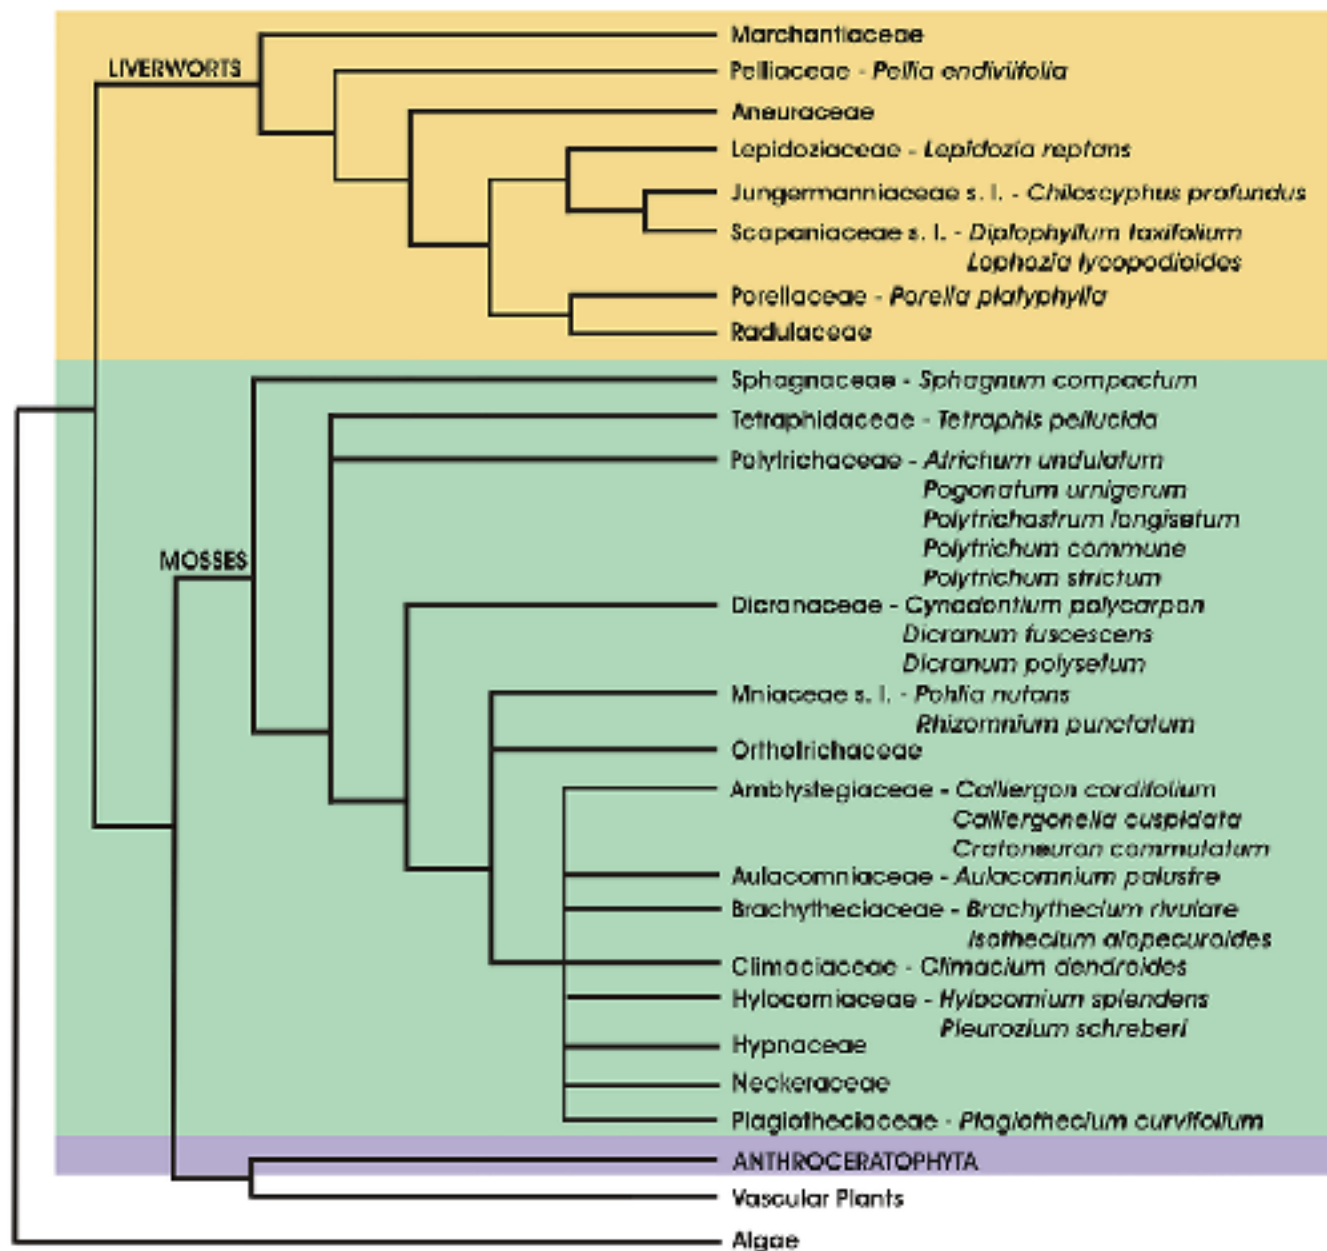 Marchantiaceae
LIVERWORTS
Pelliaceae - Pellia endiviifolia
Aneuraceae
Lepidoziaceae - Lepidozia reptans
Jungermanniaceae s. l. - Chiloscyphus profundus
Scapaniaceae s. l. - Diplophyllum taxifolium
Lophozia lycopodioides
Porellaceae - Porella platyphylla
Radulaceae
Sphagnaceae - Sphagnum compactum
Tetraphidaceae - Tetraphis pellucida
Polytrichaceae - Atrichum undulatum
Pogonatum urnigerum
Polytrichastrum longisetum
Polytrichum commune
MOSSES
Polytrichum strictum
Dicranaceae - Cynodontium polycarpon
Dicranum fuscescens
Dicranum polysetum
Mniaceae s. l. - Pohlia nutans
Rhizomnium punctatum
Orthotrichaceae
Amblystegiaceae - Calliergon cordifolium
Calliergonella cuspidata
Cratoneuron commutatum
Aulacomniaceae - Aulacomnium palustre
Brachytheciaceae - Brachythecium rivulare
Isothecium alopecuroides
Climaciaceae - Climacium dendroides
Hylocomiaceae - Hylocomium splendens
Pleurozium schreberi
Hypnaceae
Neckeraceae
Plagiotheciaceae - Plagiothecium curvifolium
ANTHROCERATOPHYTA
Vascular Plants
Algae